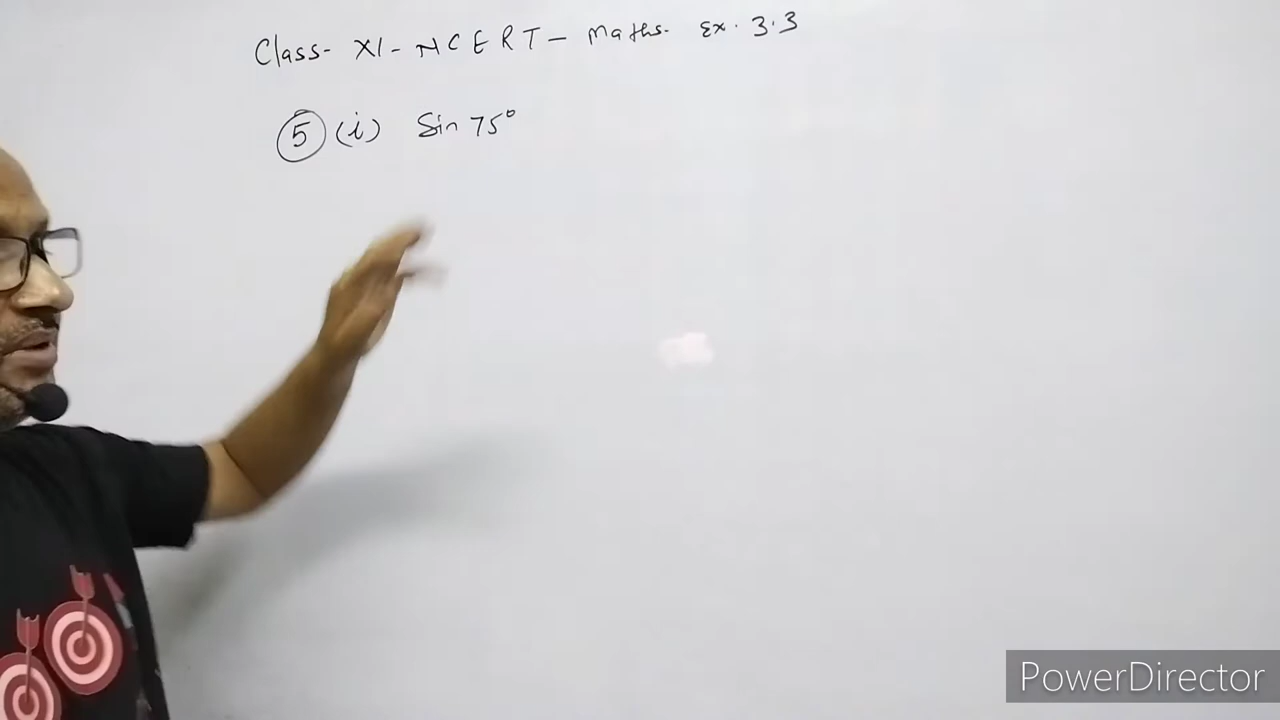 Class- XI- NCERT- Maths. Ex. 3.3
5 (i) Sin 75°
PowerDirector